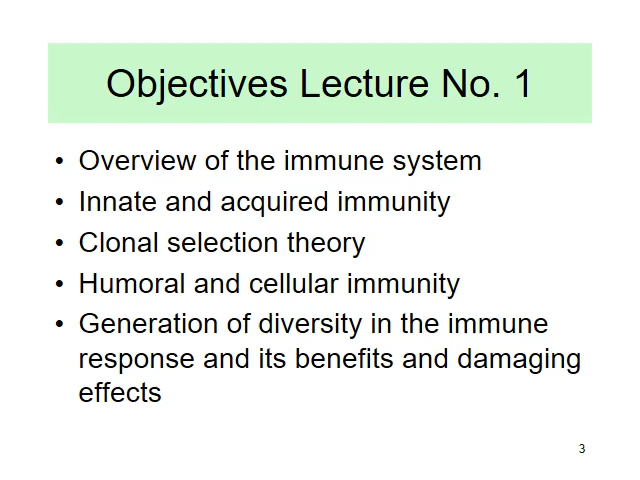 Objectives Lecture No. 1
• Overview of the immune system
• Innate and acquired immunity
• Clonal selection theory
• Humoral and cellular immunity
• Generation of diversity in the immune
response and its benefits and damaging
effects
3